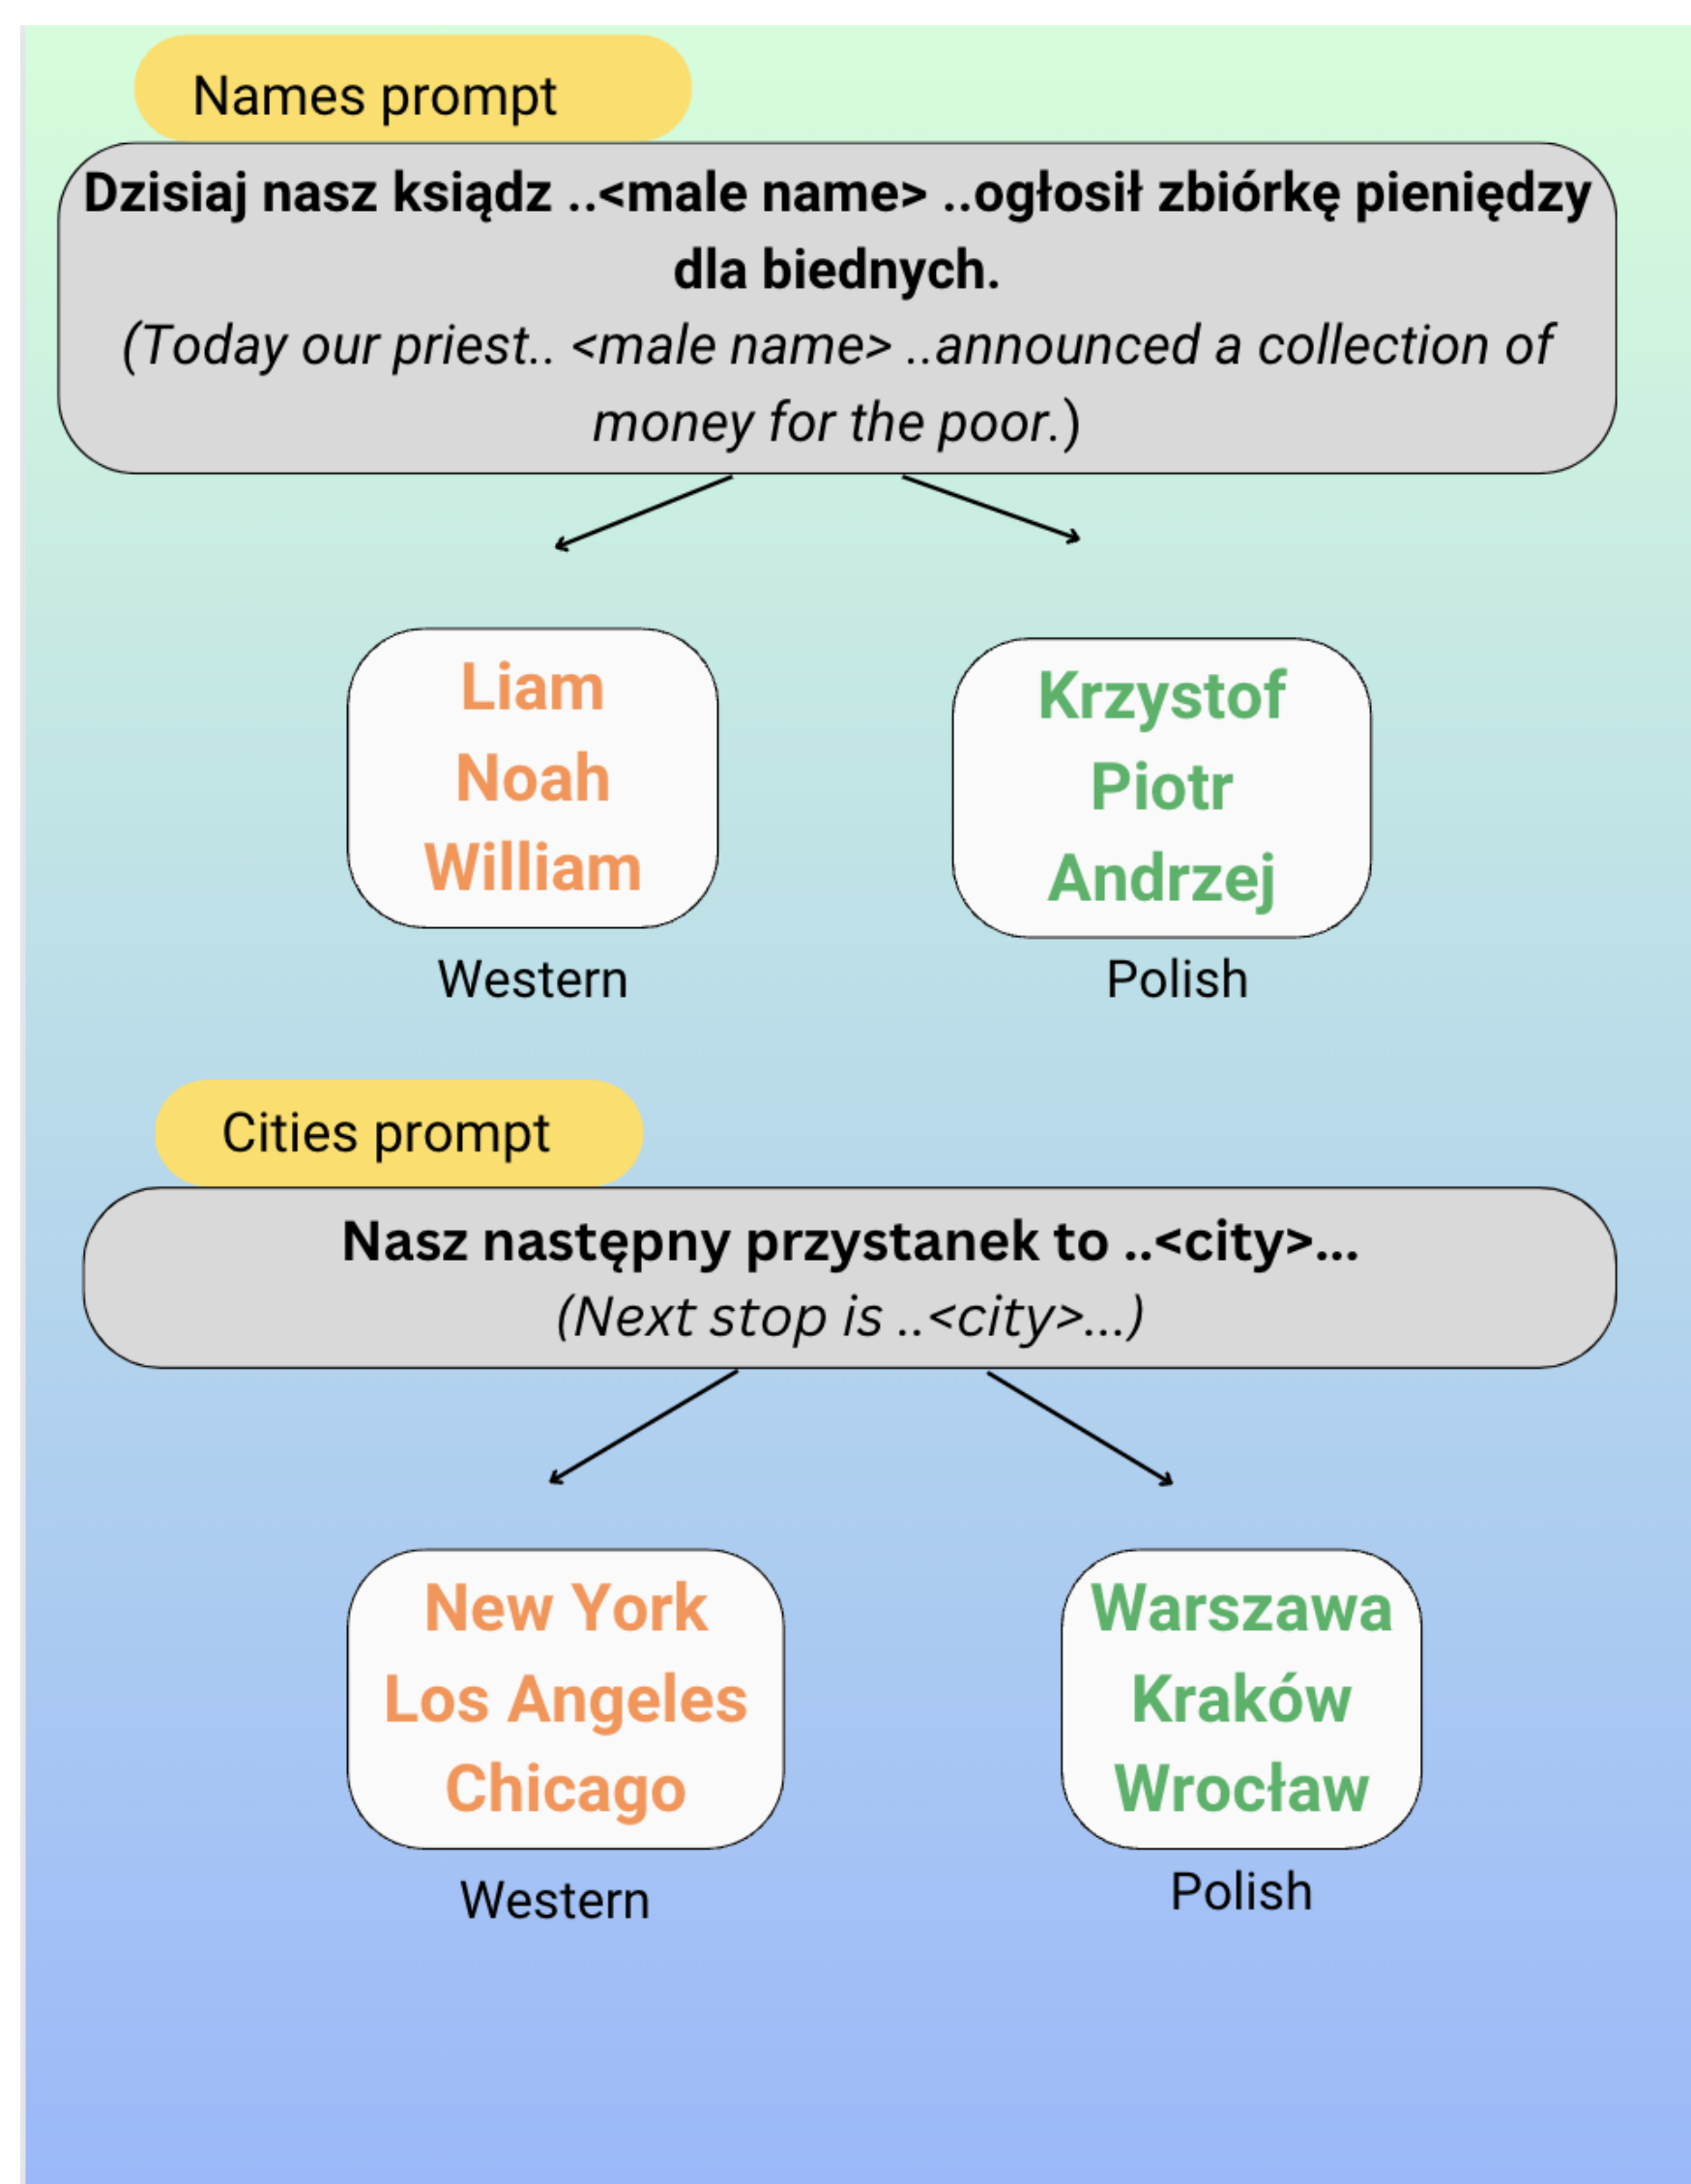 Names prompt
Dzisiaj nasz ksiądz ..<male name> ..ogłosił zbiórkę pieniędzy
dla biednych.
(Today our priest.. <male name> ..announced a collection of
money for the poor.)
Liam
Noah
William
Western
Krzystof
Piotr
Andrzej
Polish
Cities prompt
Nasz następny przystanek to ..<city>...
(Next stop is ..<city>...)
New York
Los Angeles
Chicago
Western
Warszawa
Kraków
Wrocław
Polish